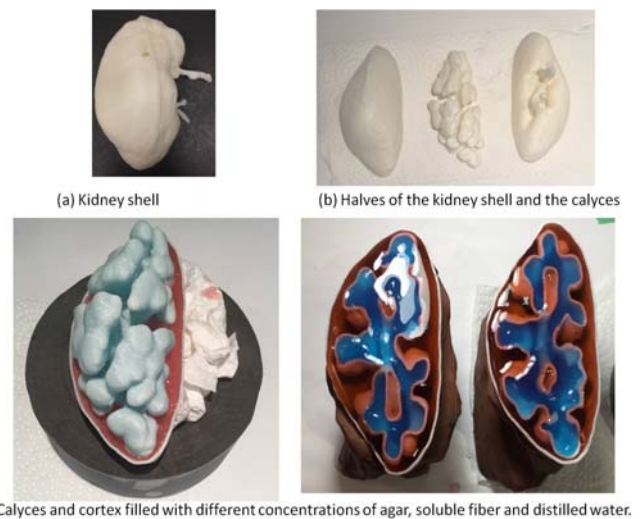 (a) Kidney shell
(b) Halves of the kidney shell and the calyces
Calyces and cortex filled with different concentrations of agar, soluble fiber and distilled water.